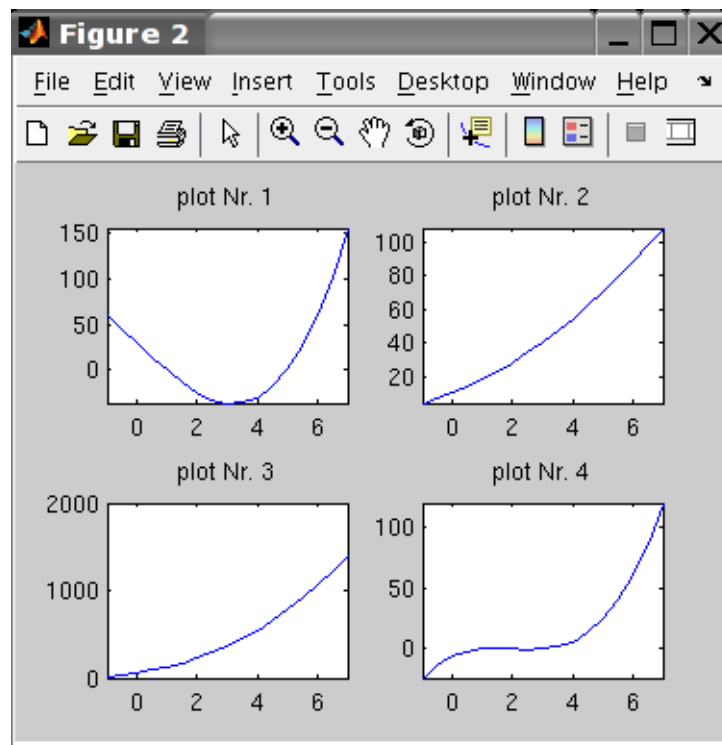 Figure 2
File Edit View Insert Tools Desktop Window Help
plot Nr. 1
150
100
50
0
0 2 4 6
plot Nr. 2
100
80
60
40
20
0 2 4 6
plot Nr. 3
2000
1000
0
0 2 4 6
plot Nr. 4
100
50
0
0 2 4 6